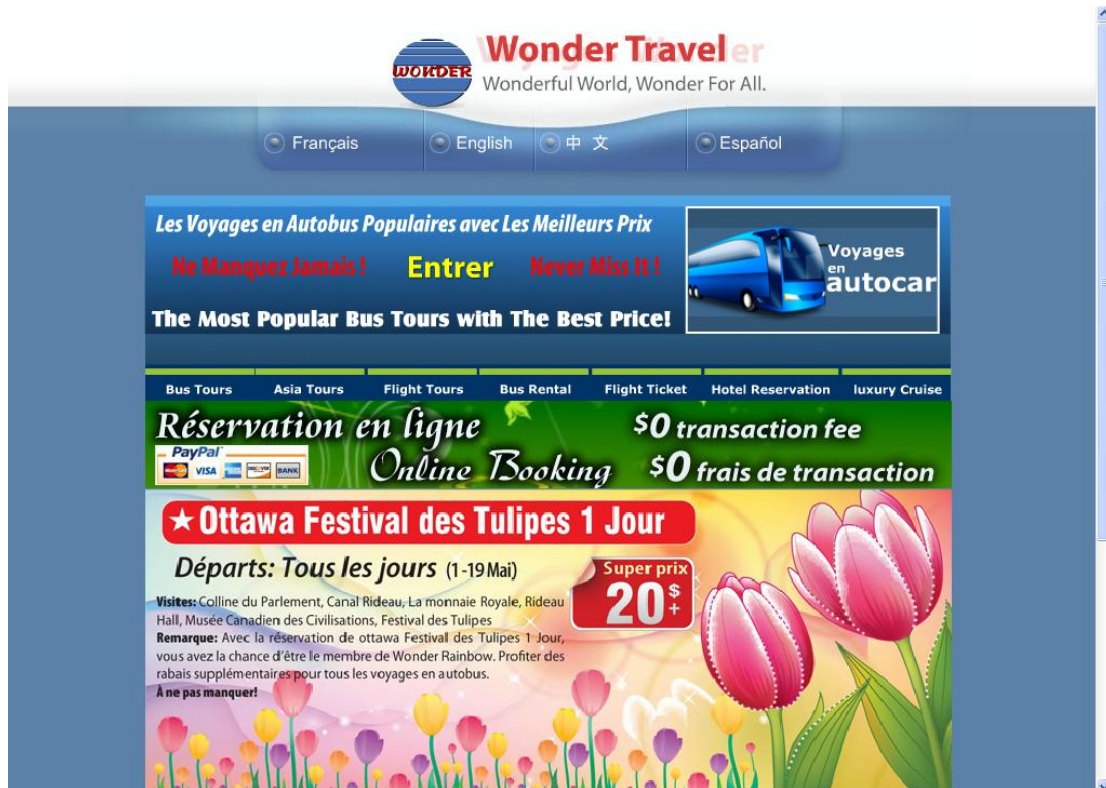 WONDER
Wonder Travel
Wonderful World, Wonder For All.
Français English 中 文 Español
Les Voyages en Autobus Populaires avec Les Meilleurs Prix
Ne Manquez Jamais ! Entrer Never Miss It !
The Most Popular Bus Tours with The Best Price!
Voyages
en
autocar
Bus Tours Asia Tours Flight Tours Bus Rental Flight Ticket Hotel Reservation luxury Cruise
Réservation en ligne
$0 transaction fee
PayPal
VISA BANK
Online Booking
$0 frais de transaction
★ Ottawa Festival des Tulipes 1 Jour
Départs: Tous les jours (1-19 Mai)
Super prix
20$+
Visites: Colline du Parlement, Canal Rideau, La monnaie Royale, Rideau
Hall, Musée Canadien des Civilisations, Festival des Tulipes
Remarque: Avec la réservation de ottawa Festival des Tulipes 1 Jour,
vous avez la chance d'être le membre de Wonder Rainbow. Profiter des
rabais supplémentaires pour tous les voyages en autobus.
À ne pas manquer!